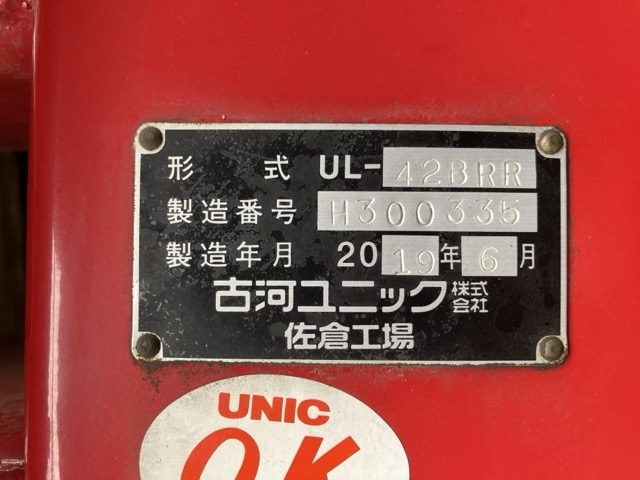 形式 UL-42BRR
製造番号 H300335
製造年月 2019年6月
古河ユニック株式会社
佐倉工場
UNIC
OK